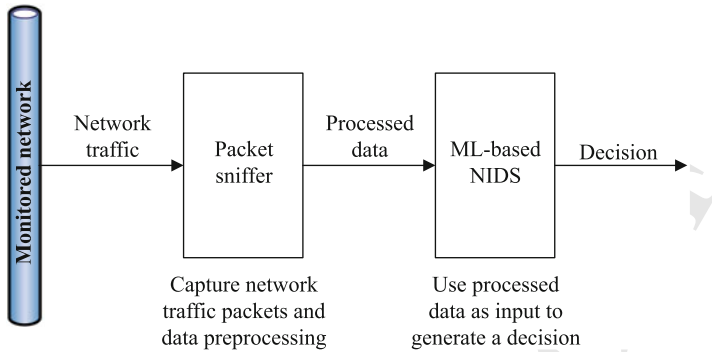 Monitored network
Network
traffic
Packet
sniffer
Processed
data
ML-based
NIDS
Decision
Capture network
traffic packets and
data preprocessing
Use processed
data as input to
generate a decision